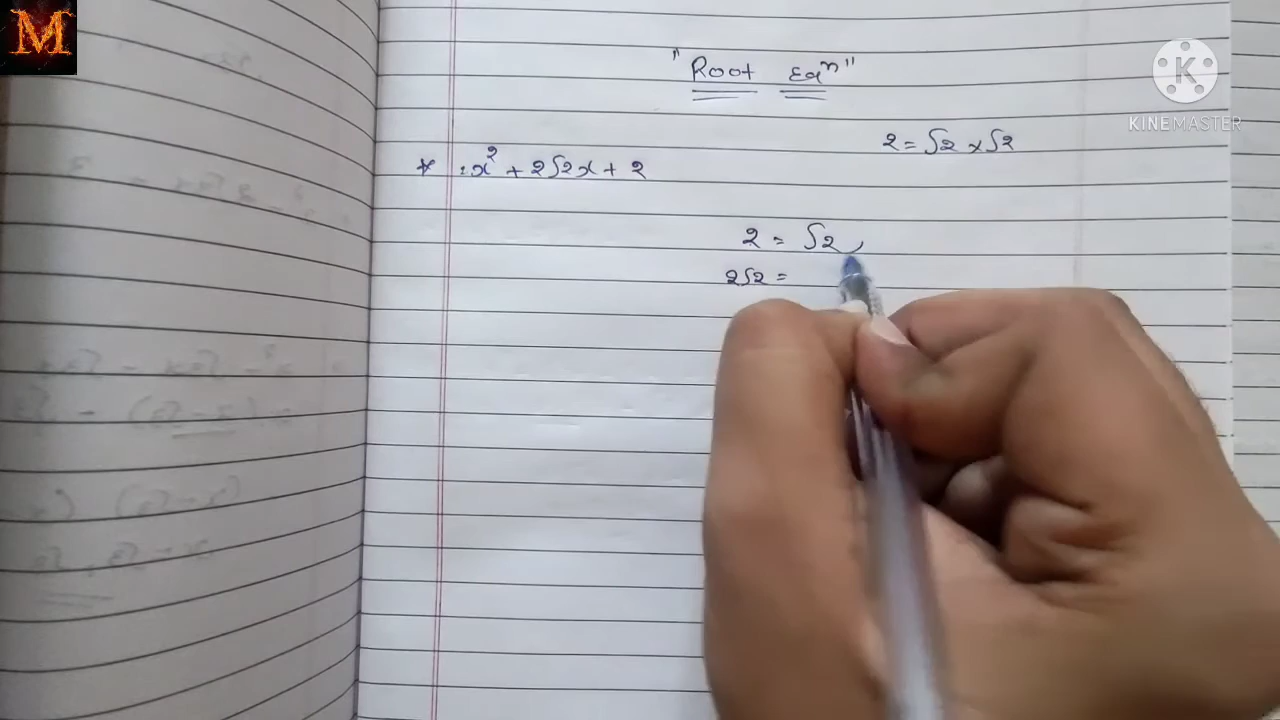 M
"Root Eqⁿ"
KINEMASTER
2 = √2 x √2
* : x² + 2√2x + 2
2 = √2
2√2 =